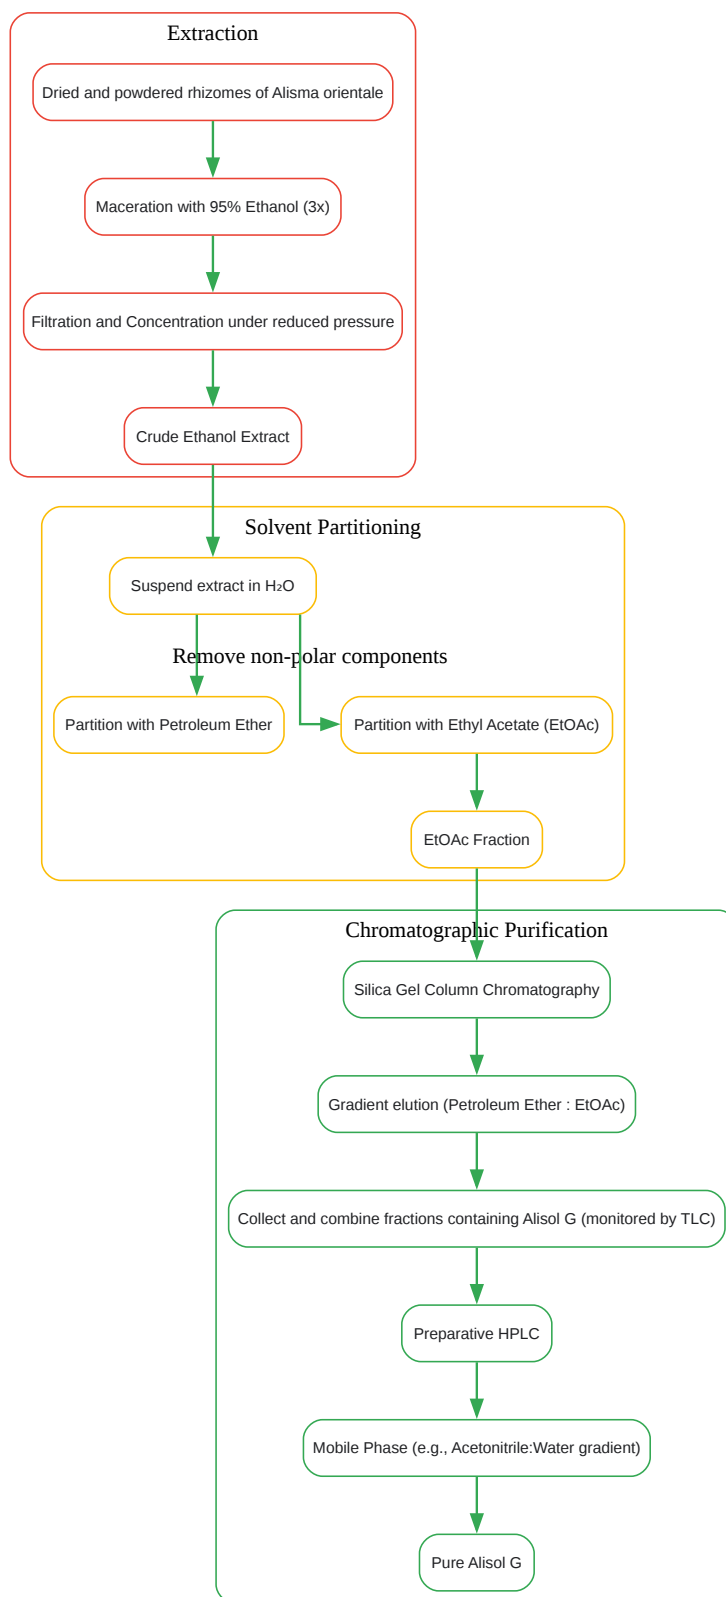 Extraction
Dried and powdered rhizomes of Alisma orientale
Maceration with 95% Ethanol (3x)
Filtration and Concentration under reduced pressure
Crude Ethanol Extract
Solvent Partitioning
Suspend extract in H₂O
Remove non-polar components
Partition with Petroleum Ether
Partition with Ethyl Acetate (EtOAc)
EtOAc Fraction
Chromatographic Purification
Silica Gel Column Chromatography
Gradient elution (Petroleum Ether : EtOAc)
Collect and combine fractions containing Alisol G (monitored by TLC)
Preparative HPLC
Mobile Phase (e.g., Acetonitrile:Water gradient)
Pure Alisol G